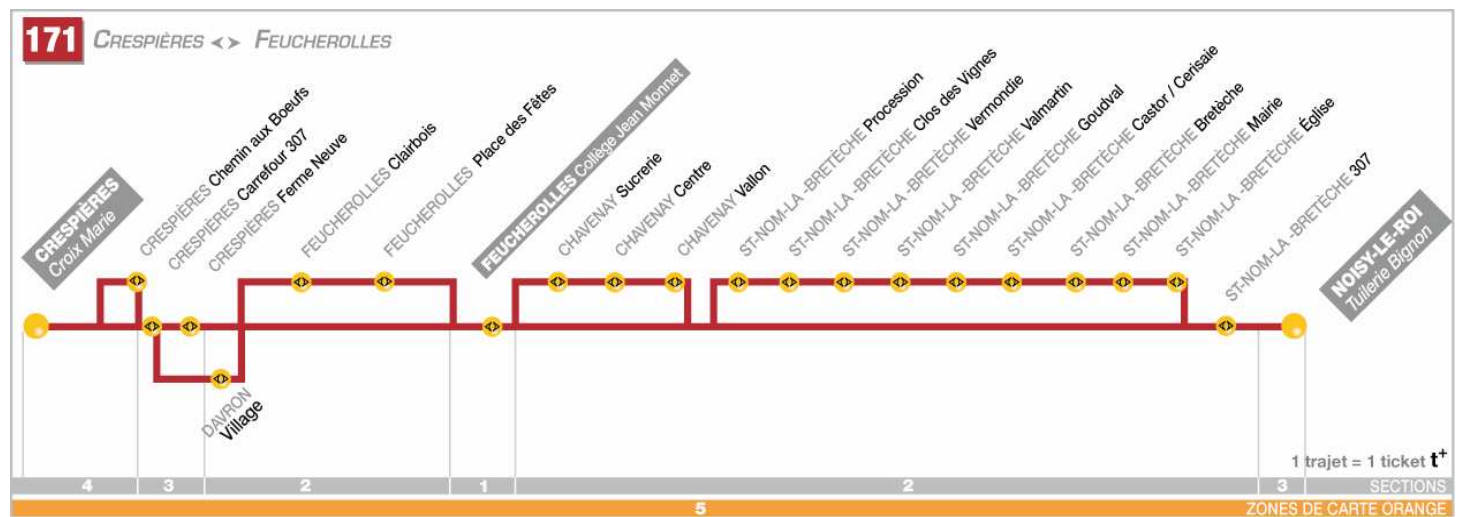 171 CRESPIÈRES <> FEUCHEROLLES
CRESPIÈRES
Croix Marie
CRESPIÈRES Chemin aux Boeufs
CRESPIÈRES Carrefour 307
CRESPIÈRES Ferme Neuve
DAVRON
Village
FEUCHEROLLES Clairbois
FEUCHEROLLES Place des Fêtes
FEUCHEROLLES Collège Jean Monnet
CHAVENAY Sucrerie
CHAVENAY Centre
CHAVENAY Vallon
ST-NOM-LA -BRETÈCHE Procession
ST-NOM-LA -BRETÈCHE Clos des Vignes
ST-NOM-LA -BRETÈCHE Vermondie
ST-NOM-LA -BRETÈCHE Valmartin
ST-NOM-LA -BRETÈCHE Goudval
ST-NOM-LA -BRETÈCHE Castor / Cerisaie
ST-NOM-LA -BRETÈCHE Bretèche
ST-NOM-LA -BRETÈCHE Mairie
ST-NOM-LA -BRETÈCHE Église
ST-NOM-LA -BRETÈCHE 307
NOISY-LE-ROI
Tuilerie Bignon
1 trajet = 1 ticket t+
4 3 2 1 2 3 SECTIONS
5 ZONES DE CARTE ORANGE